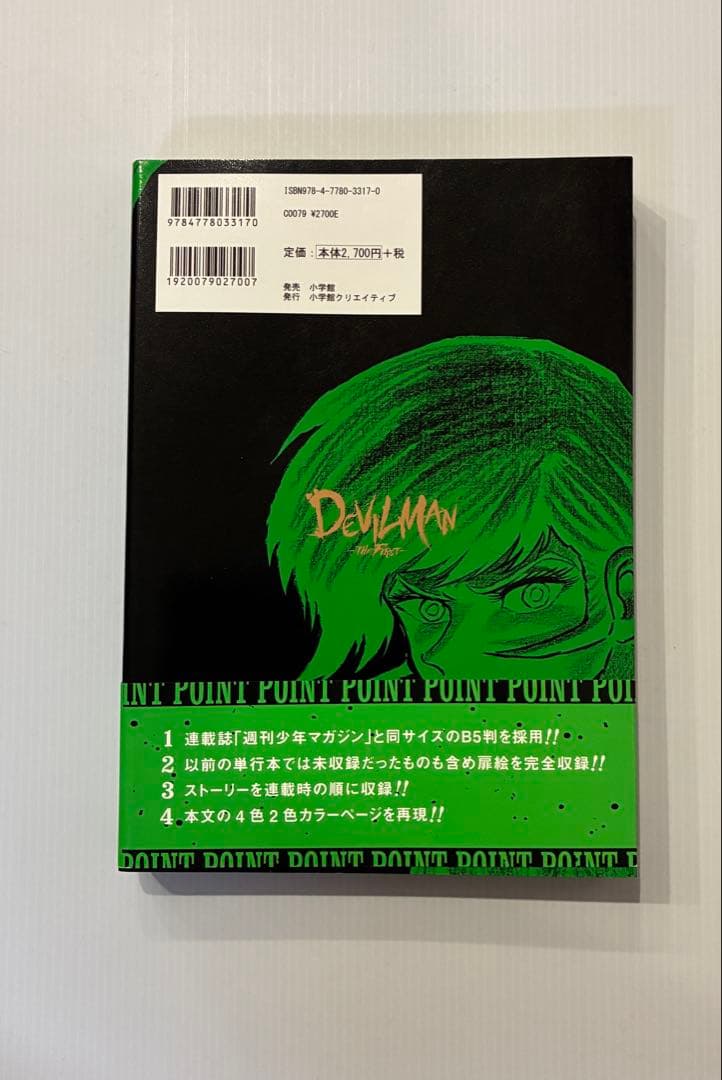 ISBN978-4-7780-3317-0
9784778033170
C0079 ¥2700E
定価：本体2,700円+税
1920079027007
発売 小学館
発行 小学館クリエイティブ
DEVILMAN
-THE FIRST-
POINT POINT POINT POINT POINT POINT POI
1 連載誌「週刊少年マガジン」と同サイズのB5判を採用!!
2 以前の単行本では未収録だったものも含め扉絵を完全収録!!
3 ストーリーを連載時の順に収録!!
4 本文の4色2色カラーページを再現!!
POINT POINT POINT POINT POINT POINT P